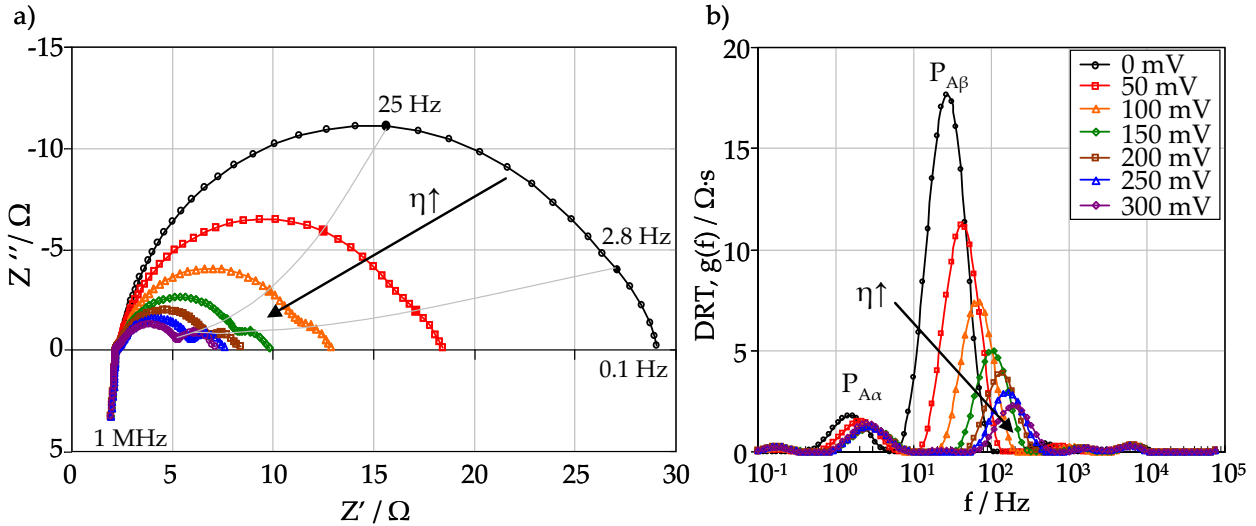 a)
-15
-10
-5
0
5
Z''/ Ω
0
5
10
15
20
25
30
Z'/ Ω
25 Hz
η↑
2.8 Hz
0.1 Hz
1 MHz
b)
20
15
10
5
0
DRT, g(f) / Ω·s
10⁻¹
10⁰
10¹
10²
10³
10⁴
10⁵
f / Hz
P_Aβ
P_Aα
η↑
0 mV
50 mV
100 mV
150 mV
200 mV
250 mV
300 mV